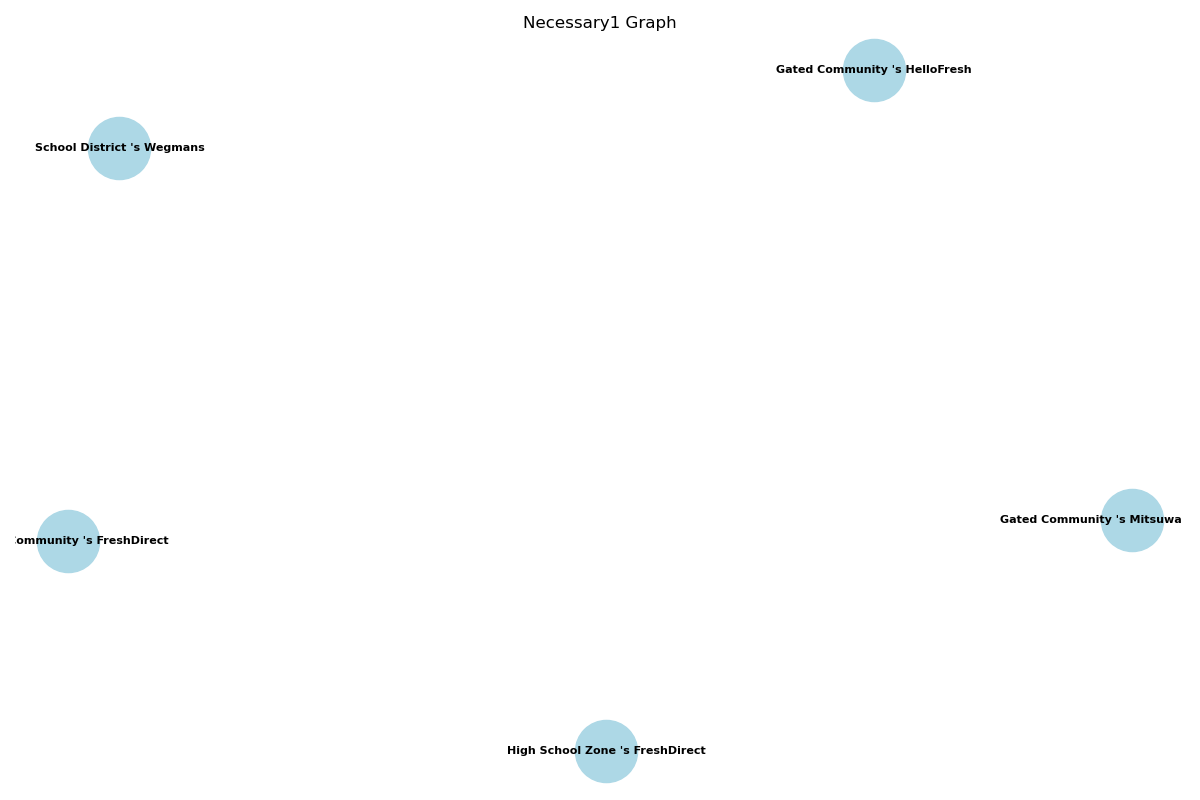 Necessary1 Graph
Gated Community 's HelloFresh
School District 's Wegmans
Gated Community 's Mitsuwa
ommunity 's FreshDirect
High School Zone 's FreshDirect